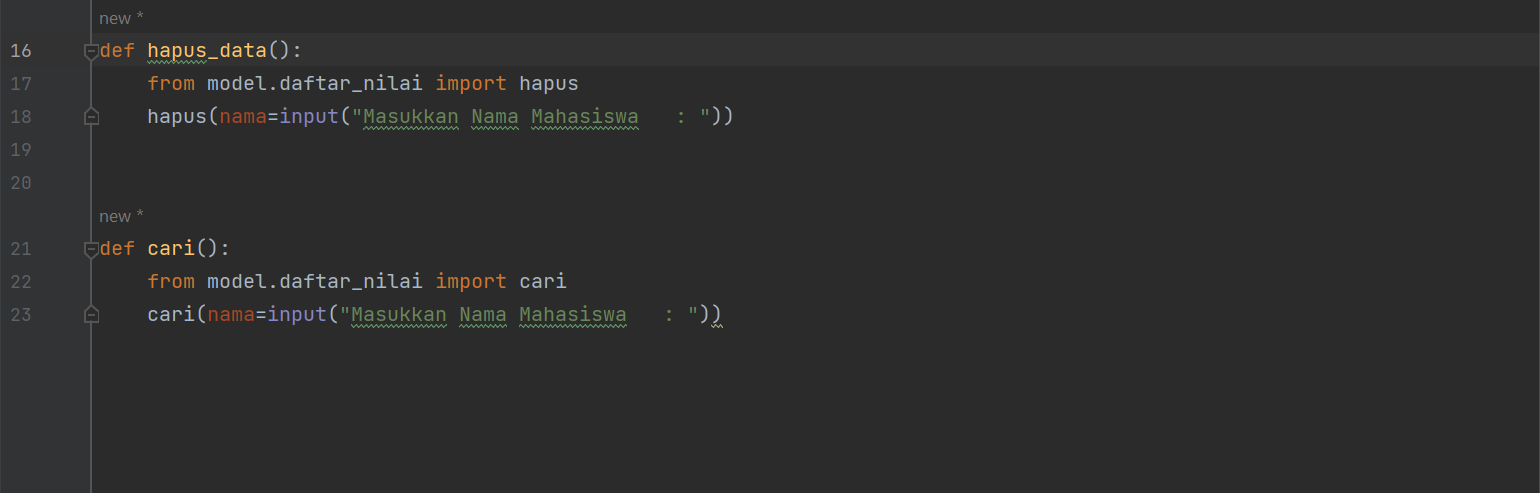 new *
16 def hapus_data():
17     from model.daftar_nilai import hapus
18     hapus(nama=input("Masukkan Nama Mahasiswa   : "))
19
20
new *
21 def cari():
22     from model.daftar_nilai import cari
23     cari(nama=input("Masukkan Nama Mahasiswa   : "))